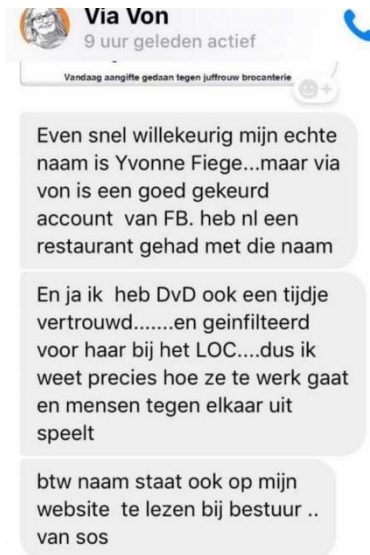 Via Von
9 uur geleden actief
Vandaag aangifte gedaan tegen juffrouw brocanterie
Even snel willekeurig mijn echte
naam is Yvonne Fiege...maar via
von is een goed gekeurd
account van FB. heb nl een
restaurant gehad met die naam
En ja ik heb DvD ook een tijdje
vertrouwd.......en geinfilteerd
voor haar bij het LOC....dus ik
weet precies hoe ze te werk gaat
en mensen tegen elkaar uit
speelt
btw naam staat ook op mijn
website te lezen bij bestuur ..
van sos